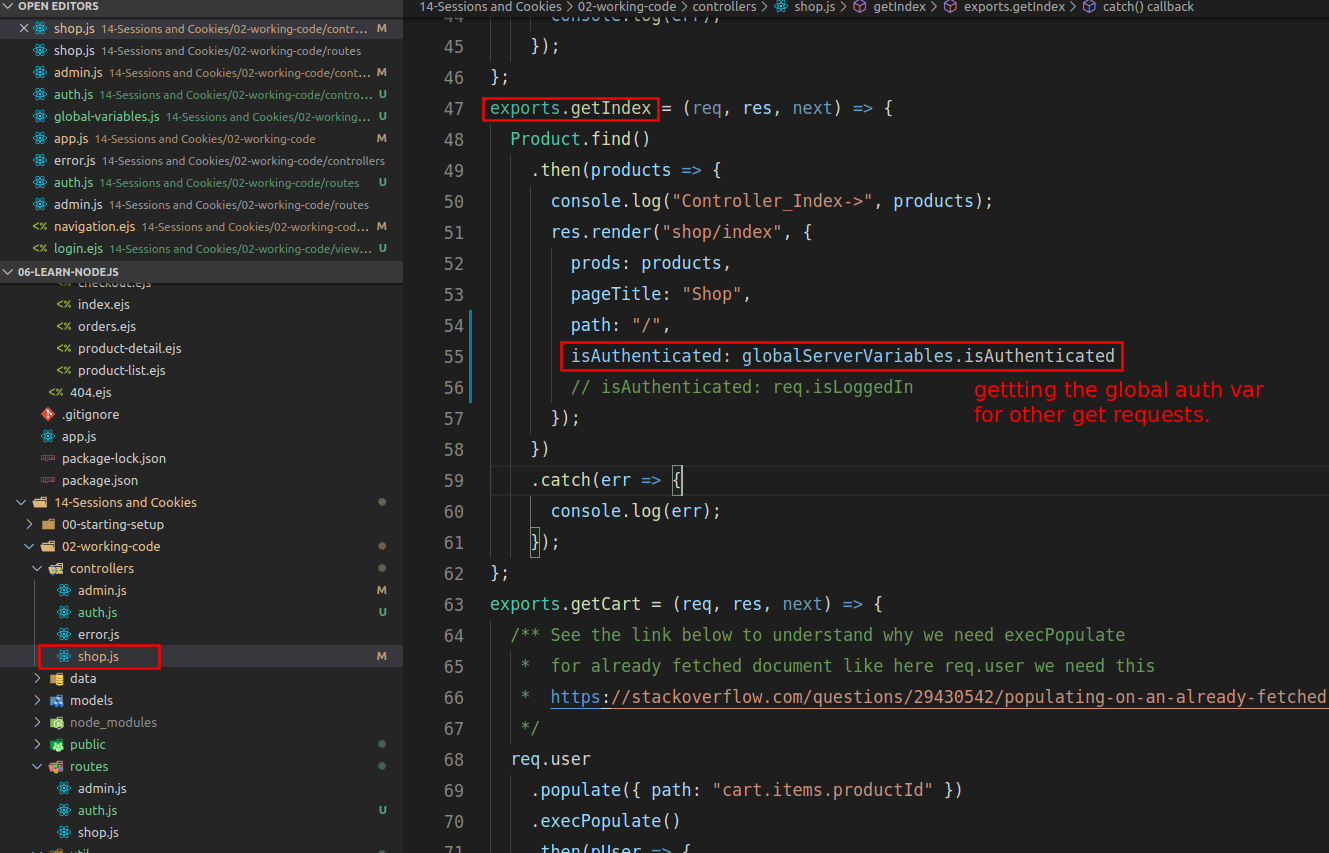 OPEN EDITORS
shop.js 14-Sessions and Cookies/02-working-code/contr... M
shop.js 14-Sessions and Cookies/02-working-code/routes
admin.js 14-Sessions and Cookies/02-working-code/cont... M
auth.js 14-Sessions and Cookies/02-working-code/contro... U
global-variables.js 14-Sessions and Cookies/02-working... U
app.js 14-Sessions and Cookies/02-working-code M
error.js 14-Sessions and Cookies/02-working-code/controllers
auth.js 14-Sessions and Cookies/02-working-code/routes U
admin.js 14-Sessions and Cookies/02-working-code/routes
<% navigation.ejs 14-Sessions and Cookies/02-working-cod... M
<% login.ejs 14-Sessions and Cookies/02-working-code/view... U
06-LEARN-NODEJS
<% checkout.ejs
<% index.ejs
<% orders.ejs
<% product-detail.ejs
<% product-list.ejs
<% 404.ejs
.gitignore
app.js
package-lock.json
package.json
14-Sessions and Cookies
00-starting-setup
02-working-code
controllers
admin.js M
auth.js U
error.js
shop.js M
data
models
node_modules
public
routes
admin.js
auth.js U
shop.js
util
14-Sessions and Cookies > 02-working-code > controllers > shop.js > getIndex > exports.getIndex > catch() callback
44 console.log(err);
45 });
46 };
47 exports.getIndex = (req, res, next) => {
48 Product.find()
49 .then(products => {
50 console.log("Controller_Index->", products);
51 res.render("shop/index", {
52 prods: products,
53 pageTitle: "Shop",
54 path: "/",
55 isAuthenticated: globalServerVariables.isAuthenticated
56 // isAuthenticated: req.isLoggedIn
gettting the global auth var
for other get requests.
57 });
58 })
59 .catch(err => {
60 console.log(err);
61 });
62 };
63 exports.getCart = (req, res, next) => {
64 /** See the link below to understand why we need execPopulate
65 * for already fetched document like here req.user we need this
66 * https://stackoverflow.com/questions/29430542/populating-on-an-already-fetched
67 */
68 req.user
69 .populate({ path: "cart.items.productId" })
70 .execPopulate()
71 .then(pUser => {